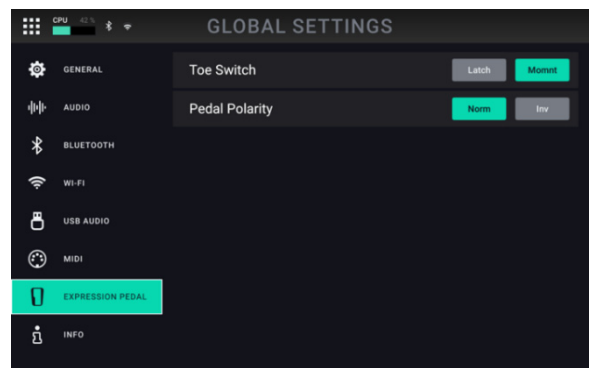 CPU 42 % GLOBAL SETTINGS
GENERAL
Toe Switch Latch Momnt
AUDIO
Pedal Polarity Norm Inv
BLUETOOTH
WI-FI
USB AUDIO
MIDI
EXPRESSION PEDAL
INFO